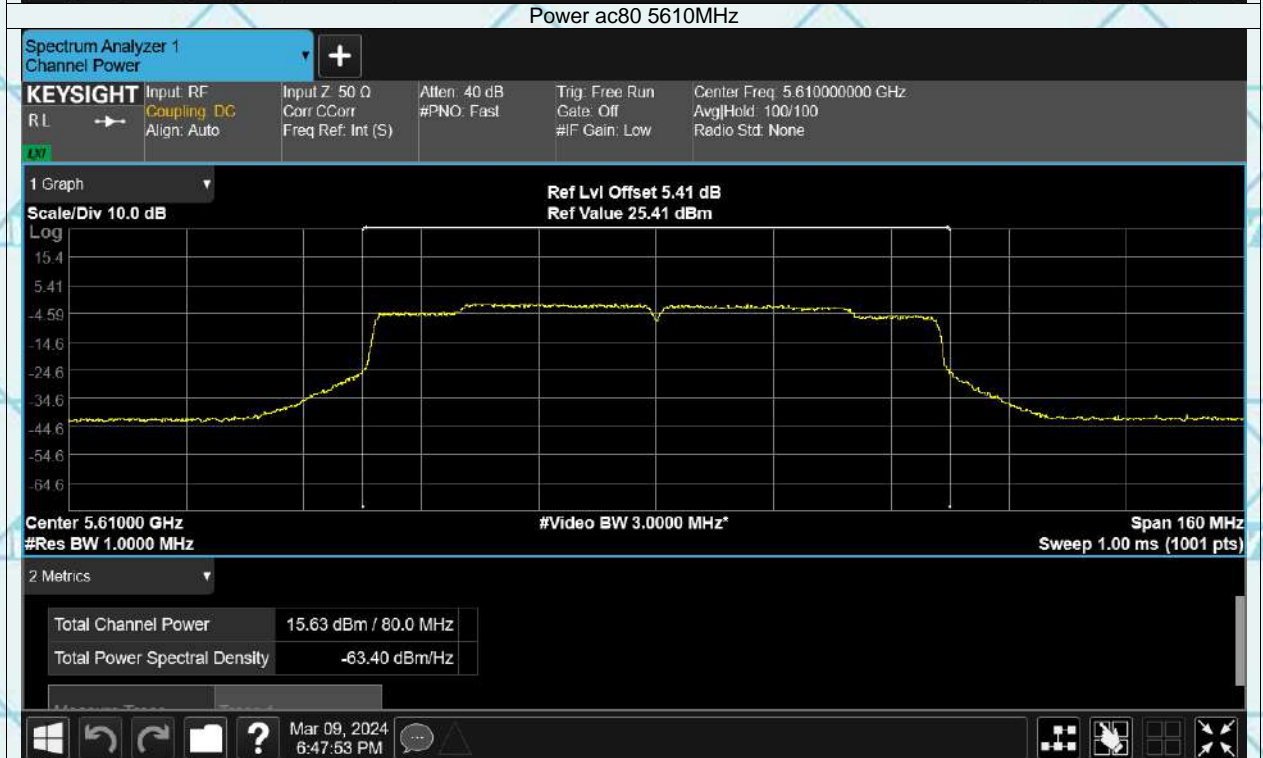 Power ac80 5610MHz
Spectrum Analyzer 1
Channel Power
KEYSIGHT Input: RF Input Z: 50 Ω Atten: 40 dB Trig: Free Run Center Freq: 5.610000000 GHz
Coupling: DC Corr CCorr #PNO: Fast Gate: Off Avg|Hold: 100/100
R L Align: Auto Freq Ref: Int (S) #IF Gain: Low Radio Std: None
LXI
1 Graph
Ref Lvl Offset 5.41 dB
Scale/Div 10.0 dB Ref Value 25.41 dBm
Log
15.4
5.41
-4.59
-14.6
-24.6
-34.6
-44.6
-54.6
-64.6
Center 5.61000 GHz #Video BW 3.0000 MHz* Span 160 MHz
#Res BW 1.0000 MHz Sweep 1.00 ms (1001 pts)
2 Metrics
Total Channel Power 15.63 dBm / 80.0 MHz
Total Power Spectral Density -63.40 dBm/Hz
Mar 09, 2024
6:47:53 PM